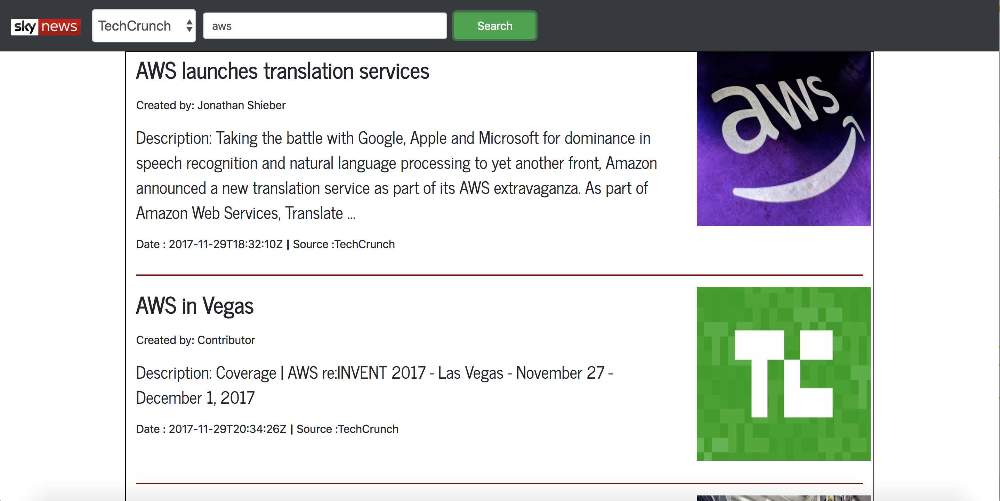 sky news
TechCrunch
aws
Search
AWS launches translation services
Created by: Jonathan Shieber
Description: Taking the battle with Google, Apple and Microsoft for dominance in
speech recognition and natural language processing to yet another front, Amazon
announced a new translation service as part of its AWS extravaganza. As part of
Amazon Web Services, Translate ...
Date : 2017-11-29T18:32:10Z | Source :TechCrunch
aws
AWS in Vegas
Created by: Contributor
Description: Coverage | AWS re:INVENT 2017 - Las Vegas - November 27 -
December 1, 2017
Date : 2017-11-29T20:34:26Z | Source :TechCrunch
TC